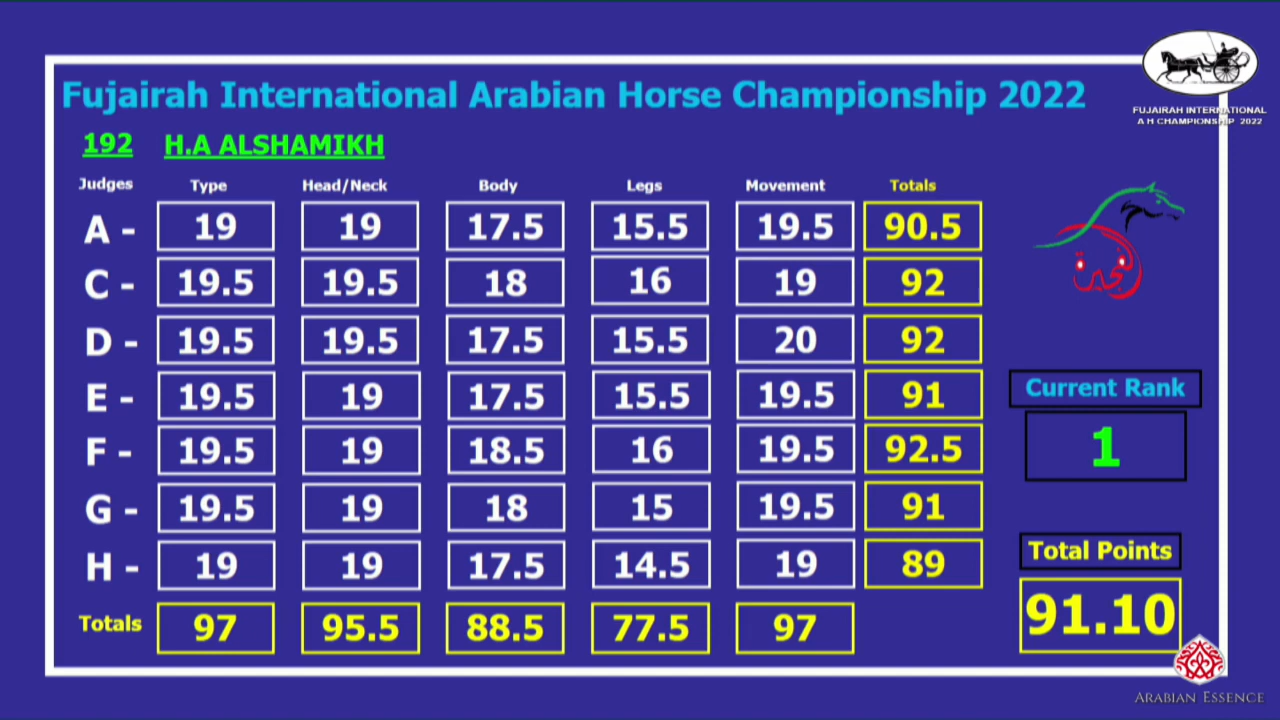 Fujairah International Arabian Horse Championship 2022
FUJAIRAH INTERNATIONAL
A H CHAMPIONSHIP 2022
192 H.A ALSHAMIKH
Judges Type Head/Neck Body Legs Movement Totals
A - 19 19 17.5 15.5 19.5 90.5
C - 19.5 19.5 18 16 19 92
D - 19.5 19.5 17.5 15.5 20 92
E - 19.5 19 17.5 15.5 19.5 91
F - 19.5 19 18.5 16 19.5 92.5
G - 19.5 19 18 15 19.5 91
H - 19 19 17.5 14.5 19 89
Totals 97 95.5 88.5 77.5 97
الفجيرة
Current Rank
1
Total Points
91.10
ARABIAN ESSENCE